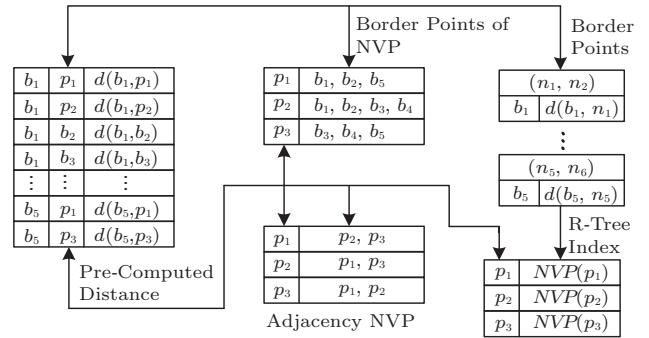 Border Points of
NVP
Border
Points
b₁ p₁ d(b₁,p₁)
b₁ p₂ d(b₁,p₂)
b₁ b₂ d(b₁,b₂)
b₁ b₃ d(b₁,b₃)
⋮ ⋮ ⋮
b₅ p₁ d(b₅,p₁)
b₅ p₃ d(b₅,p₃)
p₁ b₁, b₂, b₅
p₂ b₁, b₂, b₃, b₄
p₃ b₃, b₄, b₅
(n₁, n₂)
b₁ d(b₁, n₁)
⋮
(n₅, n₆)
b₅ d(b₅, n₅)
R-Tree
Index
Pre-Computed
Distance
p₁ p₂, p₃
p₂ p₁, p₃
p₃ p₁, p₂
Adjacency NVP
p₁ NVP(p₁)
p₂ NVP(p₂)
p₃ NVP(p₃)